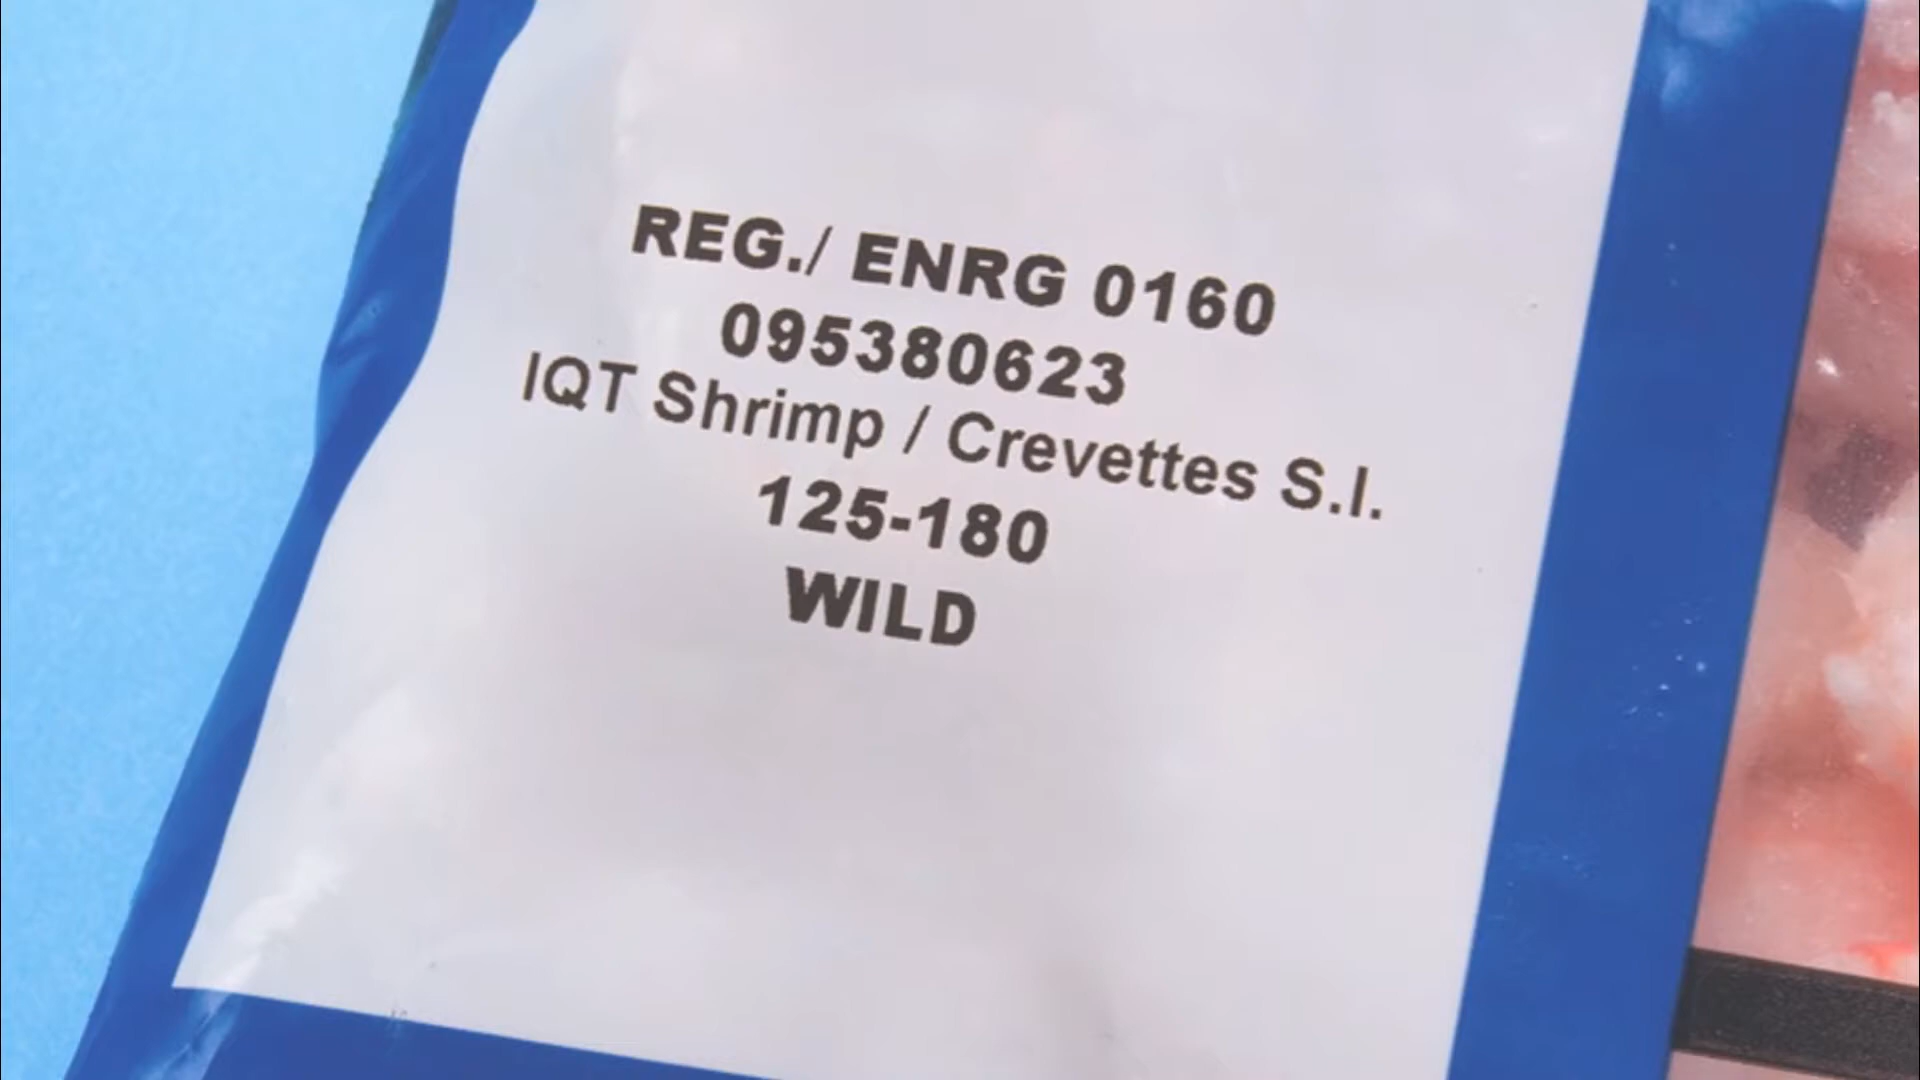 REG./ ENRG 0160
095380623
IQT Shrimp / Crevettes S.I.
125-180
WILD